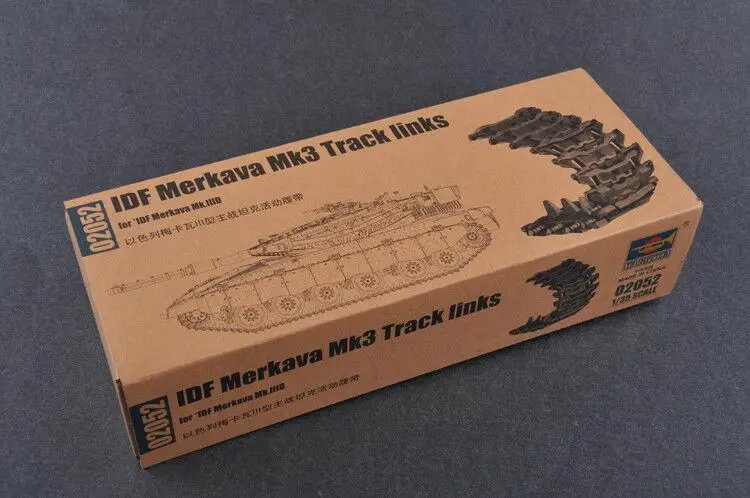 02052
IDF Merkava Mk3 Track links
for "IDF Merkava Mk.IIID
以色列梅卡瓦III型主战坦克活动履带
02052
IDF Merkava Mk3 Track links
for "IDF Merkava Mk.IIID
以色列梅卡瓦III型主战坦克活动履带
TRUMPETER
MADE IN CHINA
02052
1/35 SCALE